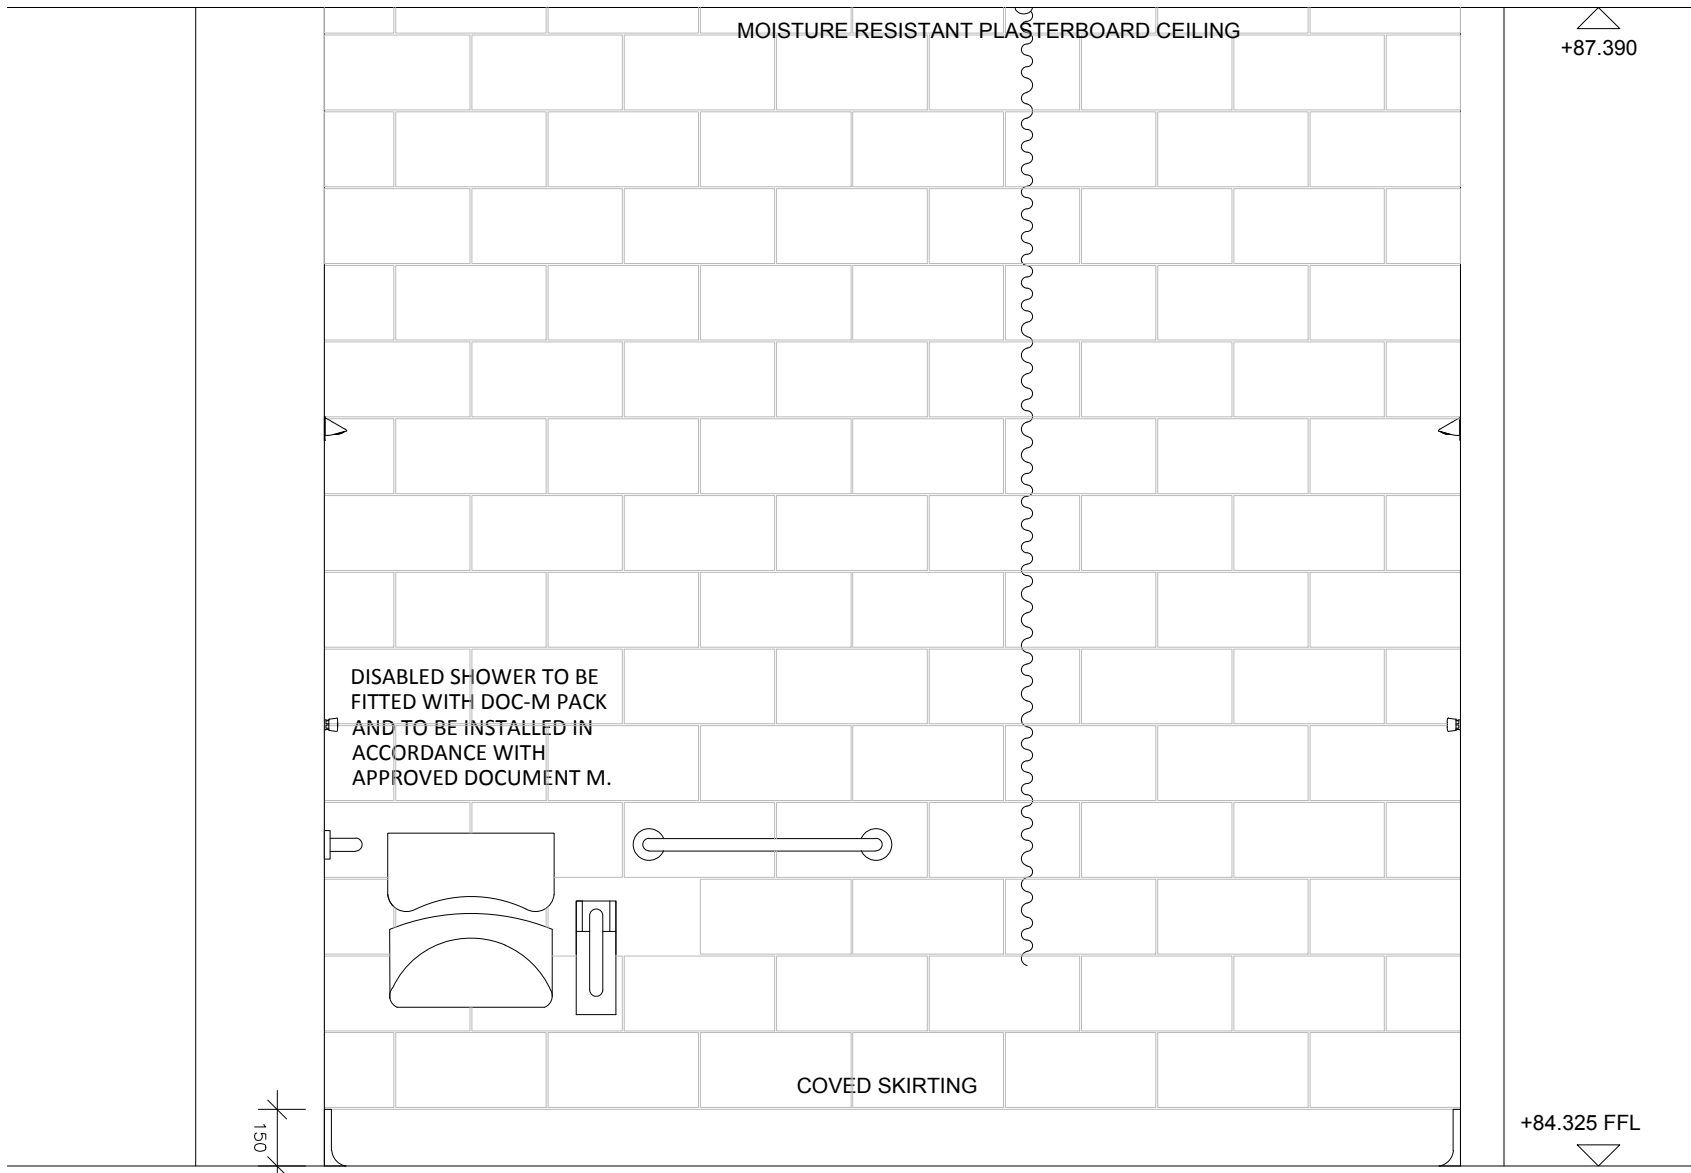 MOISTURE RESISTANT PLASTERBOARD CEILING
+87.390
DISABLED SHOWER TO BE
FITTED WITH DOC-M PACK
AND TO BE INSTALLED IN
ACCORDANCE WITH
APPROVED DOCUMENT M.
COVED SKIRTING
150
+84.325 FFL